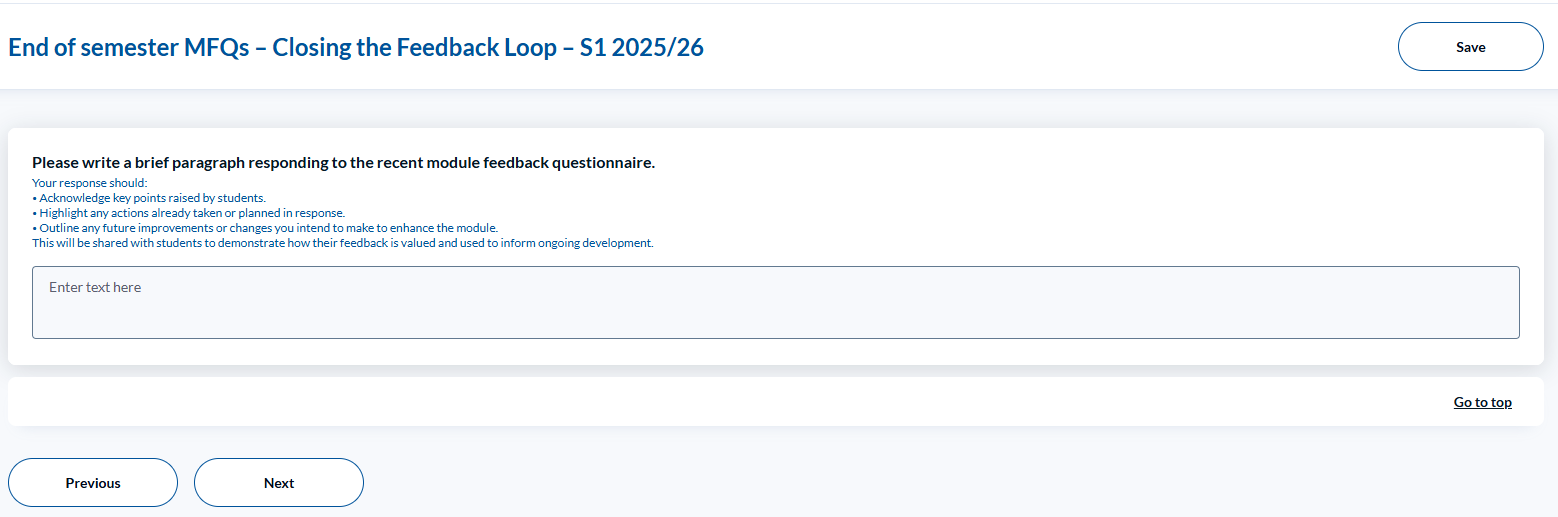 End of semester MFQs – Closing the Feedback Loop – S1 2025/26
Save
Please write a brief paragraph responding to the recent module feedback questionnaire.
Your response should:
• Acknowledge key points raised by students.
• Highlight any actions already taken or planned in response.
• Outline any future improvements or changes you intend to make to enhance the module.
This will be shared with students to demonstrate how their feedback is valued and used to inform ongoing development.
Enter text here
Go to top
Previous
Next